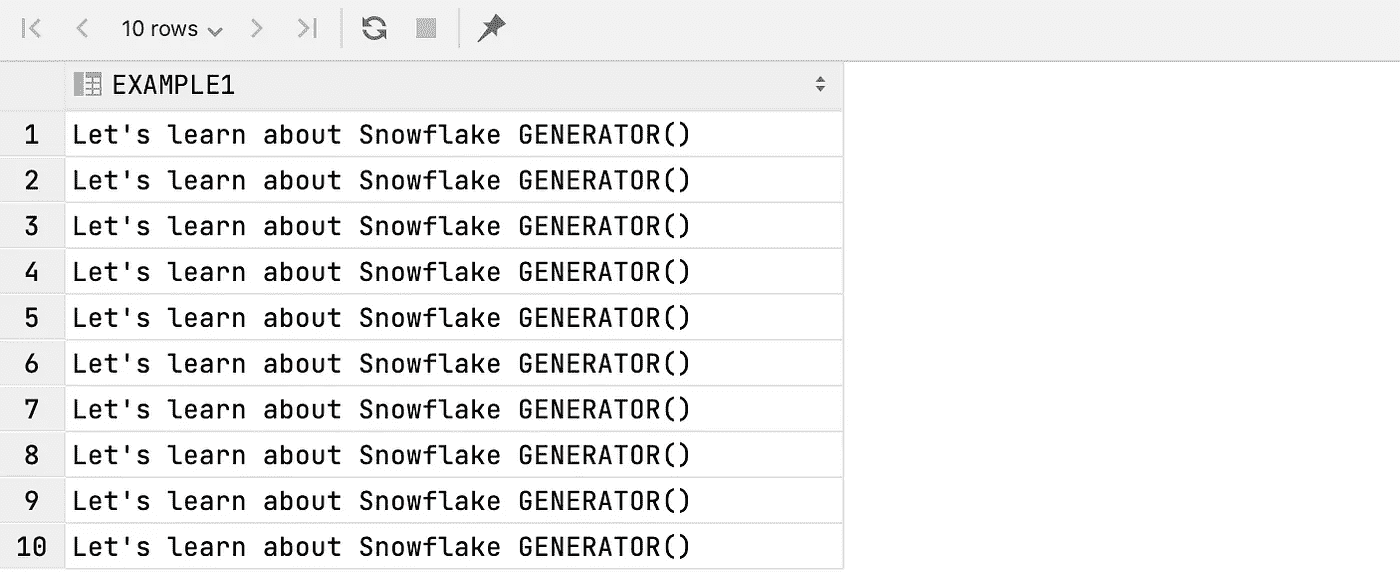 10 rows
EXAMPLE1
1 Let's learn about Snowflake GENERATOR()
2 Let's learn about Snowflake GENERATOR()
3 Let's learn about Snowflake GENERATOR()
4 Let's learn about Snowflake GENERATOR()
5 Let's learn about Snowflake GENERATOR()
6 Let's learn about Snowflake GENERATOR()
7 Let's learn about Snowflake GENERATOR()
8 Let's learn about Snowflake GENERATOR()
9 Let's learn about Snowflake GENERATOR()
10 Let's learn about Snowflake GENERATOR()